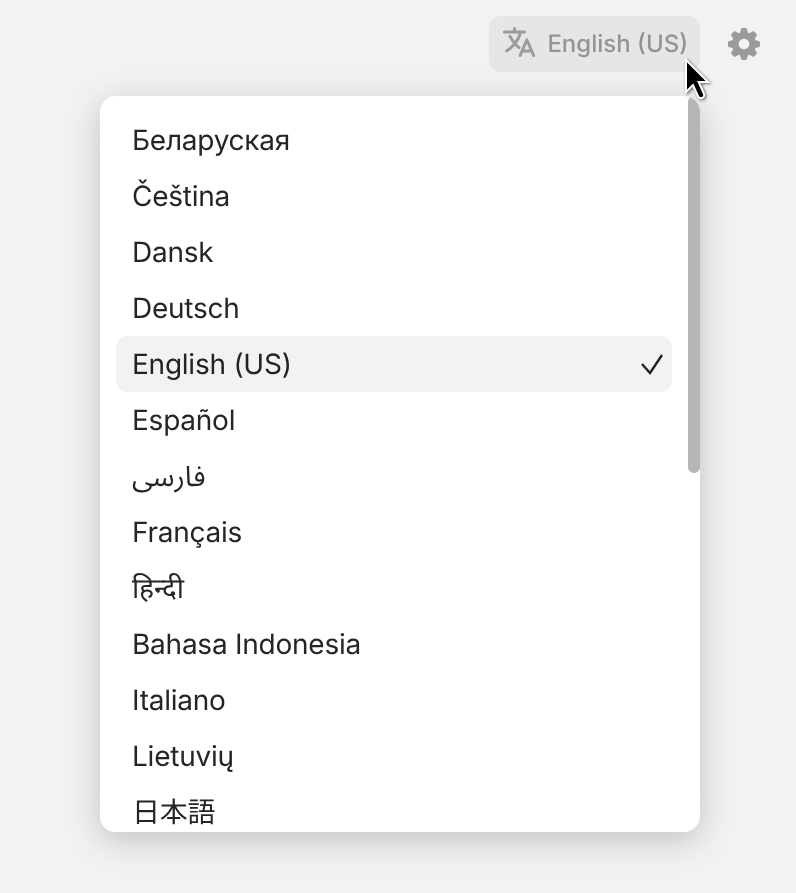 English (US)
Беларуская
Čeština
Dansk
Deutsch
English (US)
Español
فارسی
Français
हिन्दी
Bahasa Indonesia
Italiano
Lietuvių
日本語